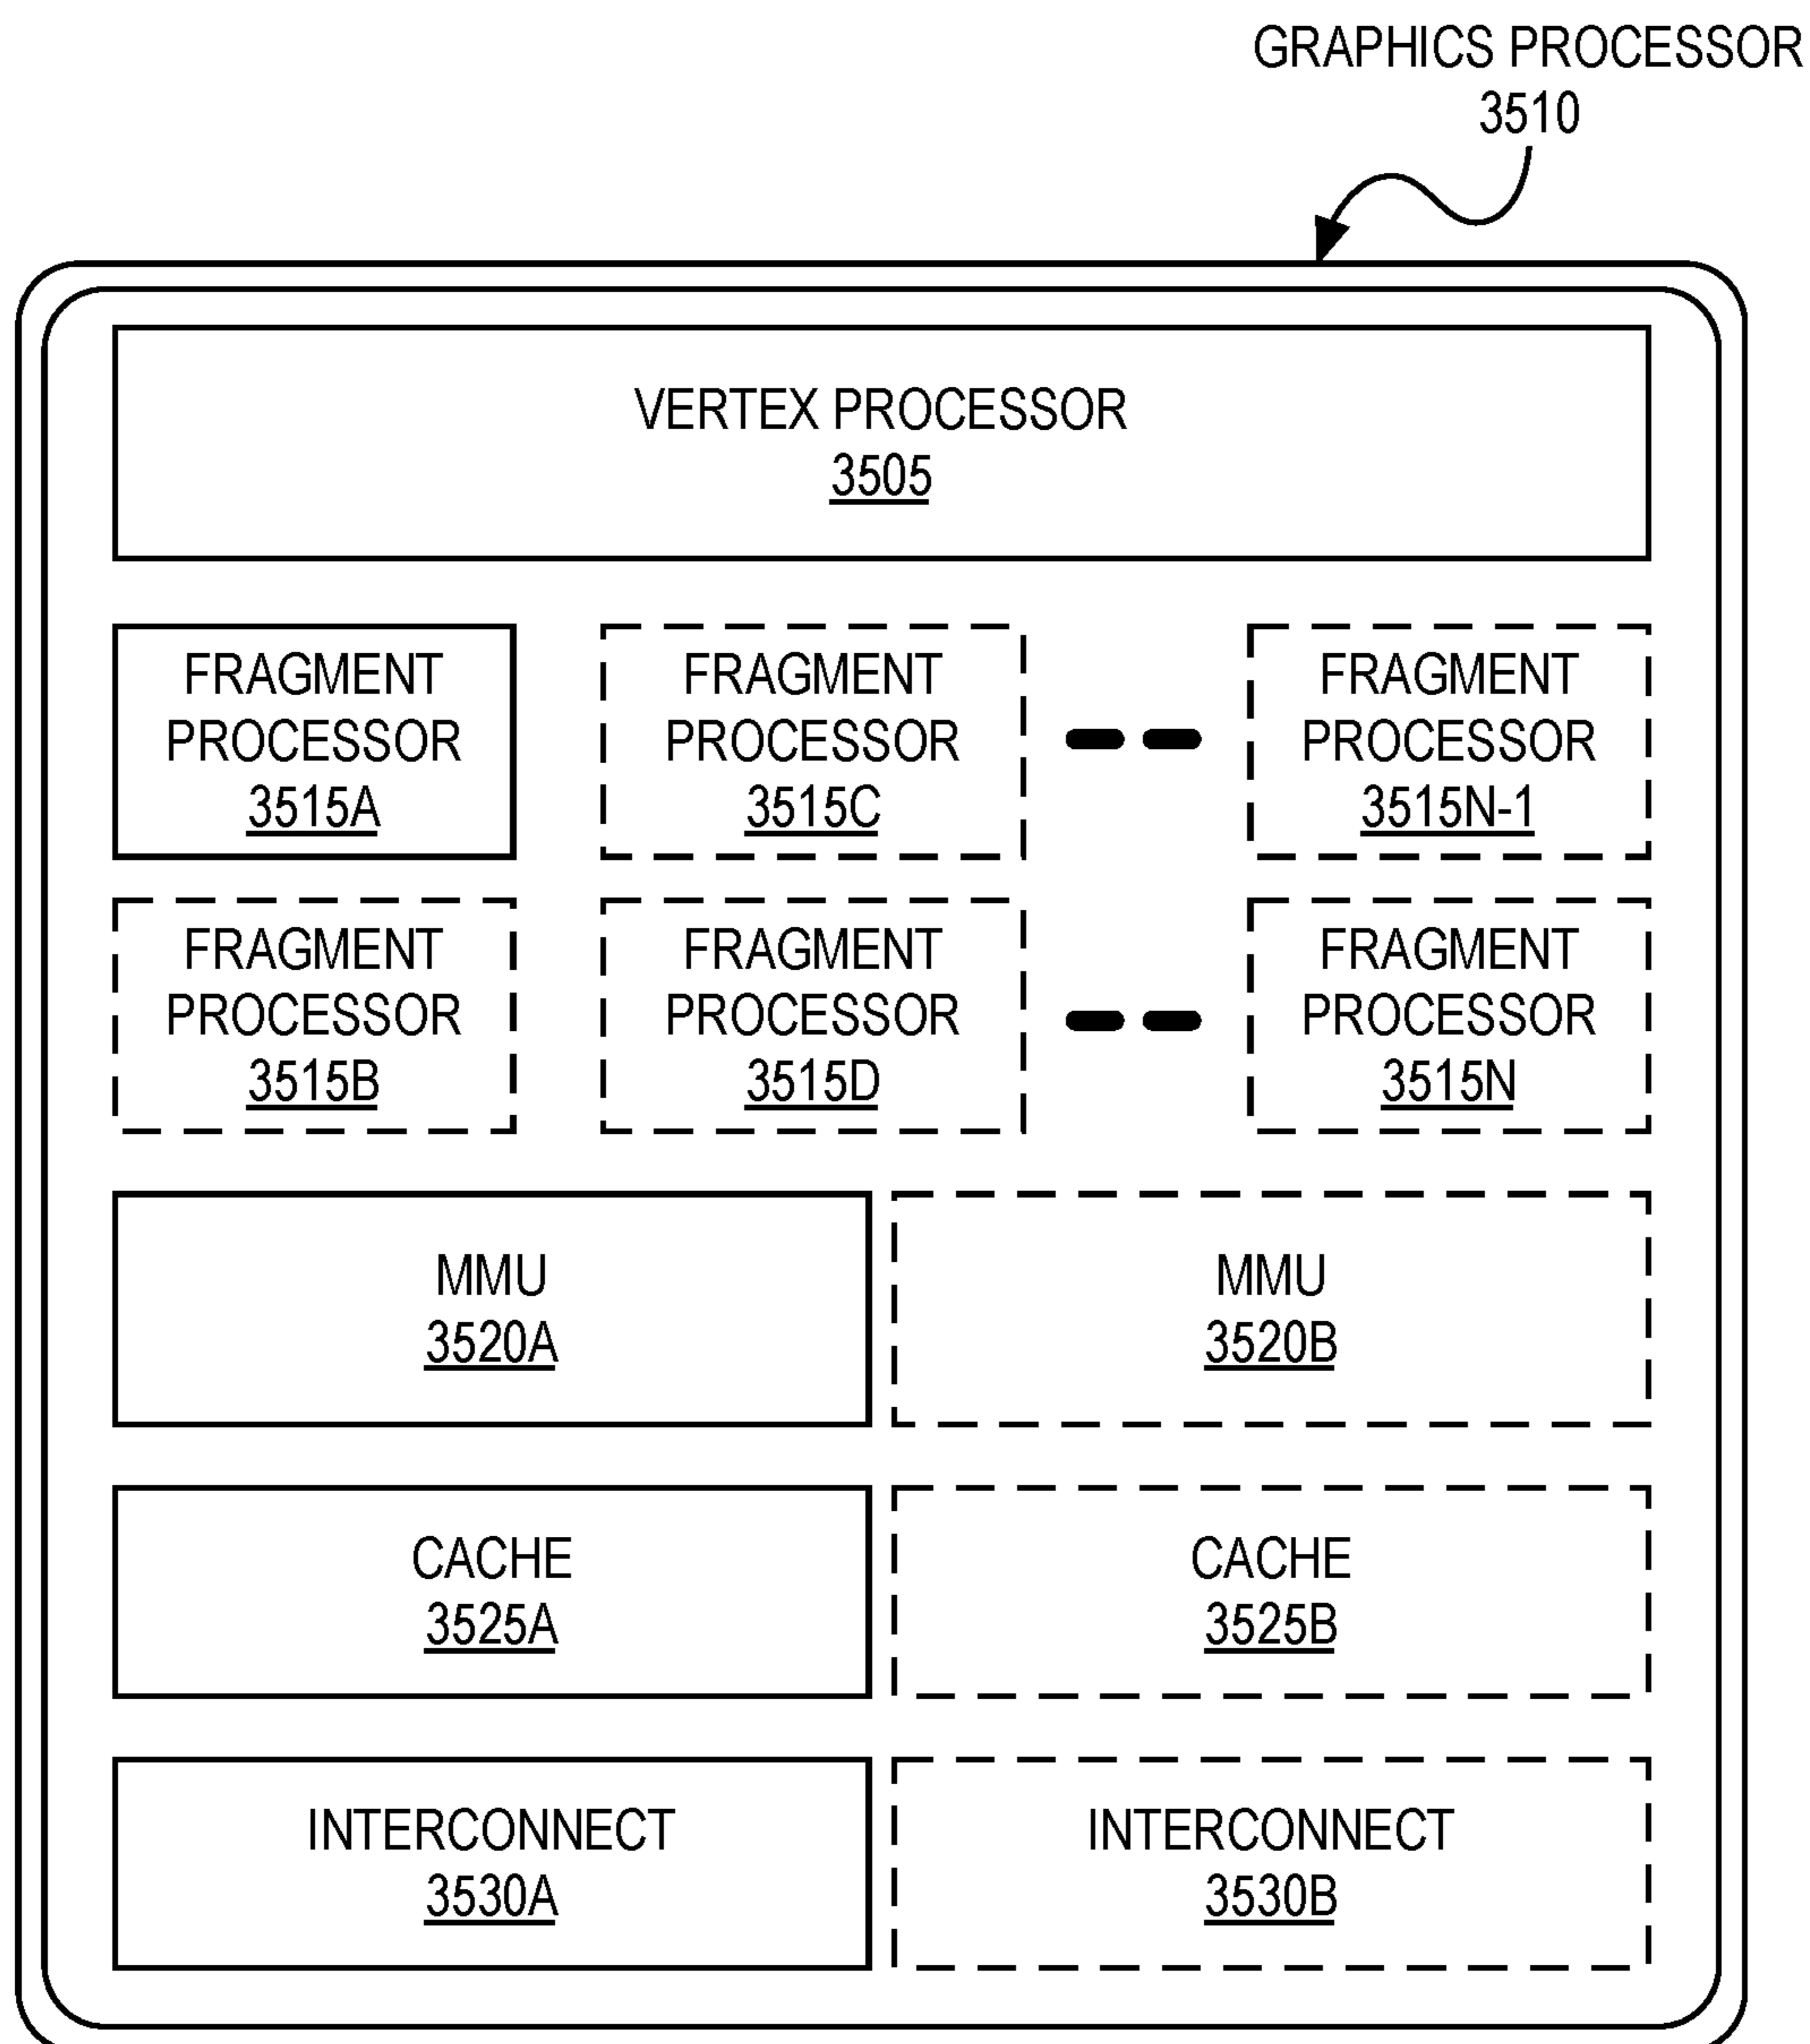 GRAPHICS PROCESSOR
3510
VERTEX PROCESSOR
3505
FRAGMENT
PROCESSOR
3515A
FRAGMENT
PROCESSOR
3515C
FRAGMENT
PROCESSOR
3515N-1
FRAGMENT
PROCESSOR
3515B
FRAGMENT
PROCESSOR
3515D
FRAGMENT
PROCESSOR
3515N
MMU
3520A
MMU
3520B
CACHE
3525A
CACHE
3525B
INTERCONNECT
3530A
INTERCONNECT
3530B